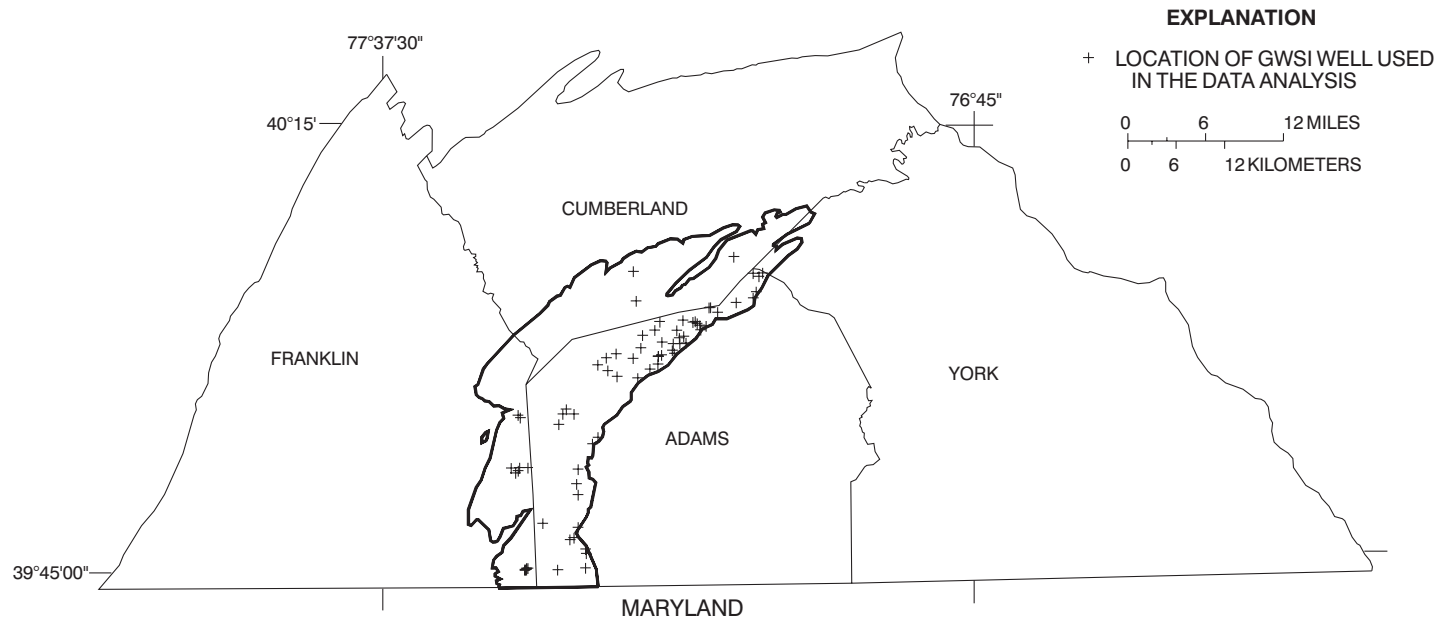 EXPLANATION
77°37'30"
+ LOCATION OF GWSI WELL USED
IN THE DATA ANALYSIS
76°45"
40°15'
0 6 12 MILES
0 6 12 KILOMETERS
CUMBERLAND
FRANKLIN
YORK
ADAMS
39°45'00"
MARYLAND